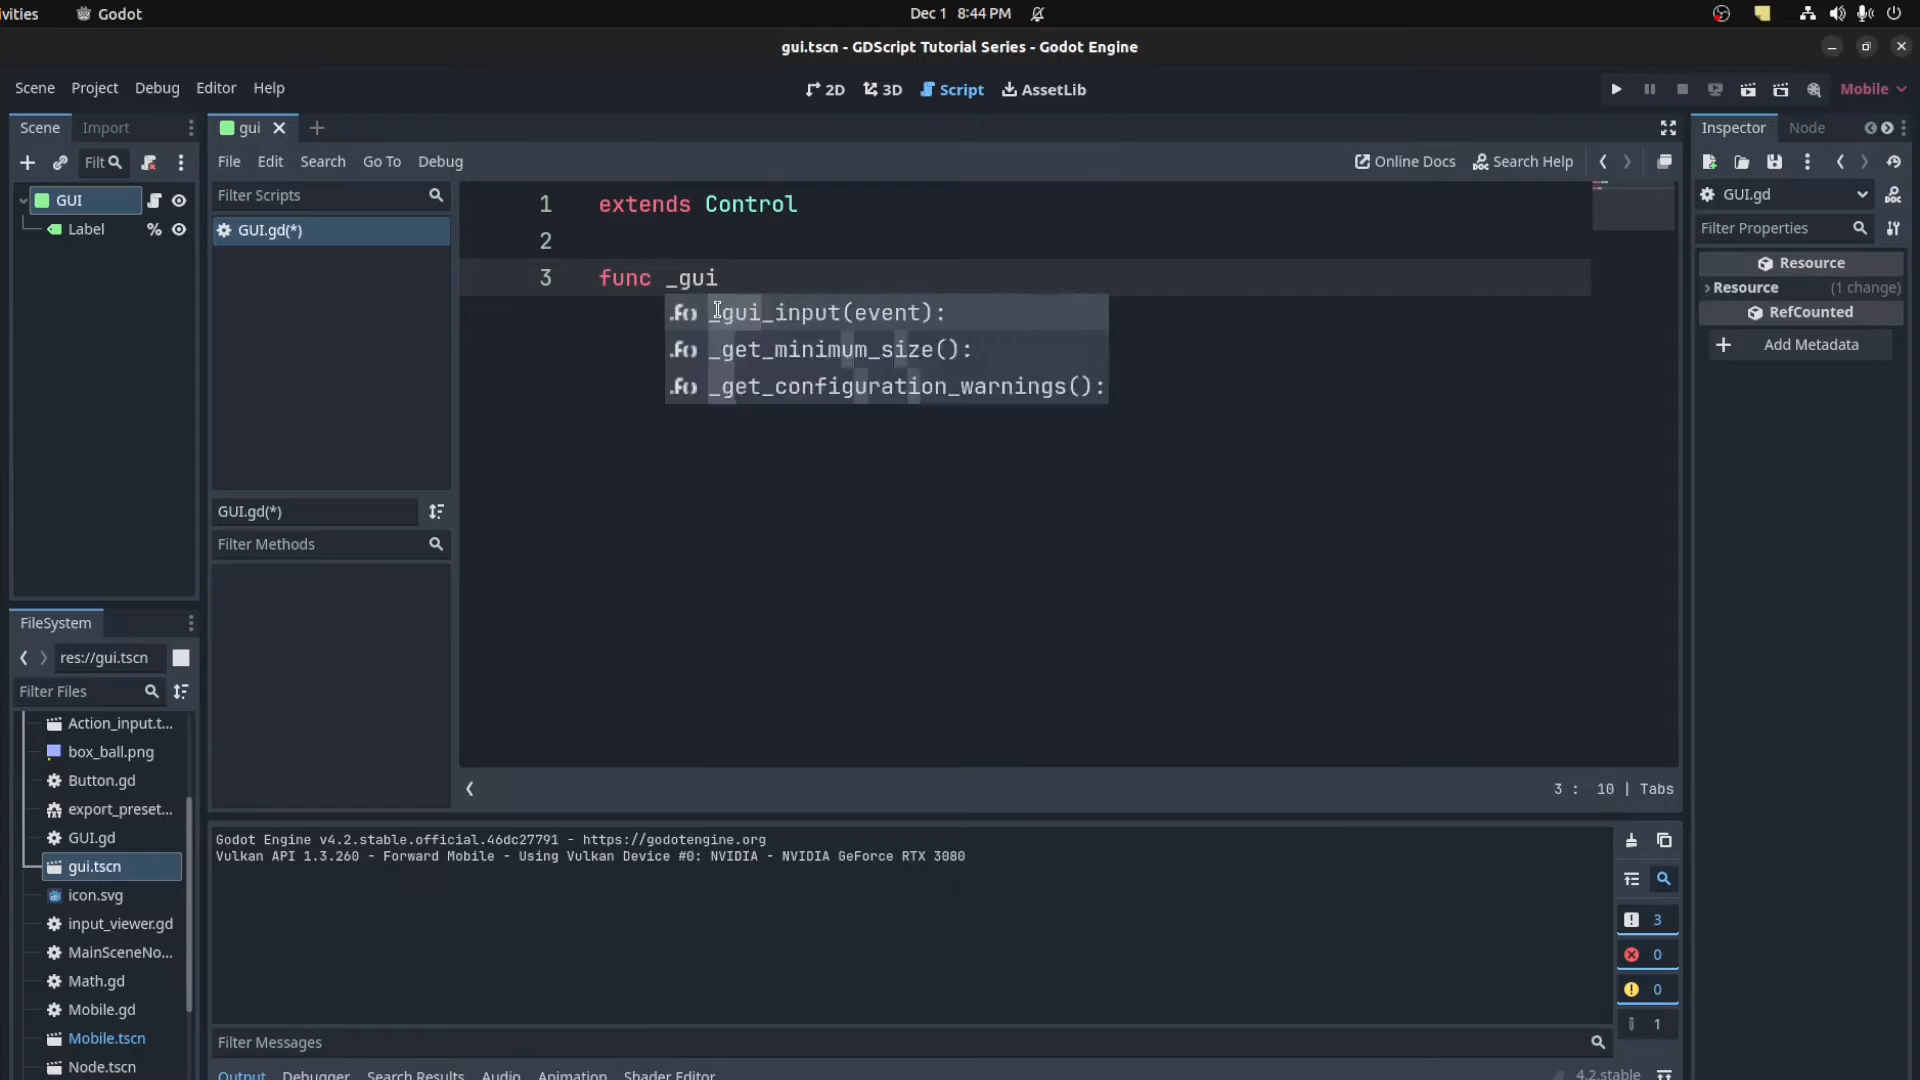 ivities Godot Dec 1 8:44 PM
gui.tscn - GDScript Tutorial Series - Godot Engine
Scene Project Debug Editor Help 2D 3D Script AssetLib Mobile
Scene Import gui Inspector Node
Filt File Edit Search Go To Debug Online Docs Search Help
GUI Filter Scripts GUI.gd
Label % GUI.gd(*) Filter Properties
1 extends Control
2
3 func _gui
_gui_input(event):
_get_minimum_size():
_get_configuration_warnings():
Resource
Resource (1 change)
RefCounted
Add Metadata
GUI.gd(*)
Filter Methods
3 : 10 | Tabs
FileSystem
res://gui.tscn
Filter Files
Action_input.t...
box_ball.png
Button.gd
export_preset...
GUI.gd
gui.tscn
icon.svg
input_viewer.gd
MainSceneNo...
Math.gd
Mobile.gd
Mobile.tscn
Node.tscn
Godot Engine v4.2.stable.official.46dc27791 - https://godotengine.org
Vulkan API 1.3.260 - Forward Mobile - Using Vulkan Device #0: NVIDIA - NVIDIA GeForce RTX 3080
3
0
0
1
Filter Messages
Output Debugger Search Results Audio Animation Shader Editor 4.2.stable